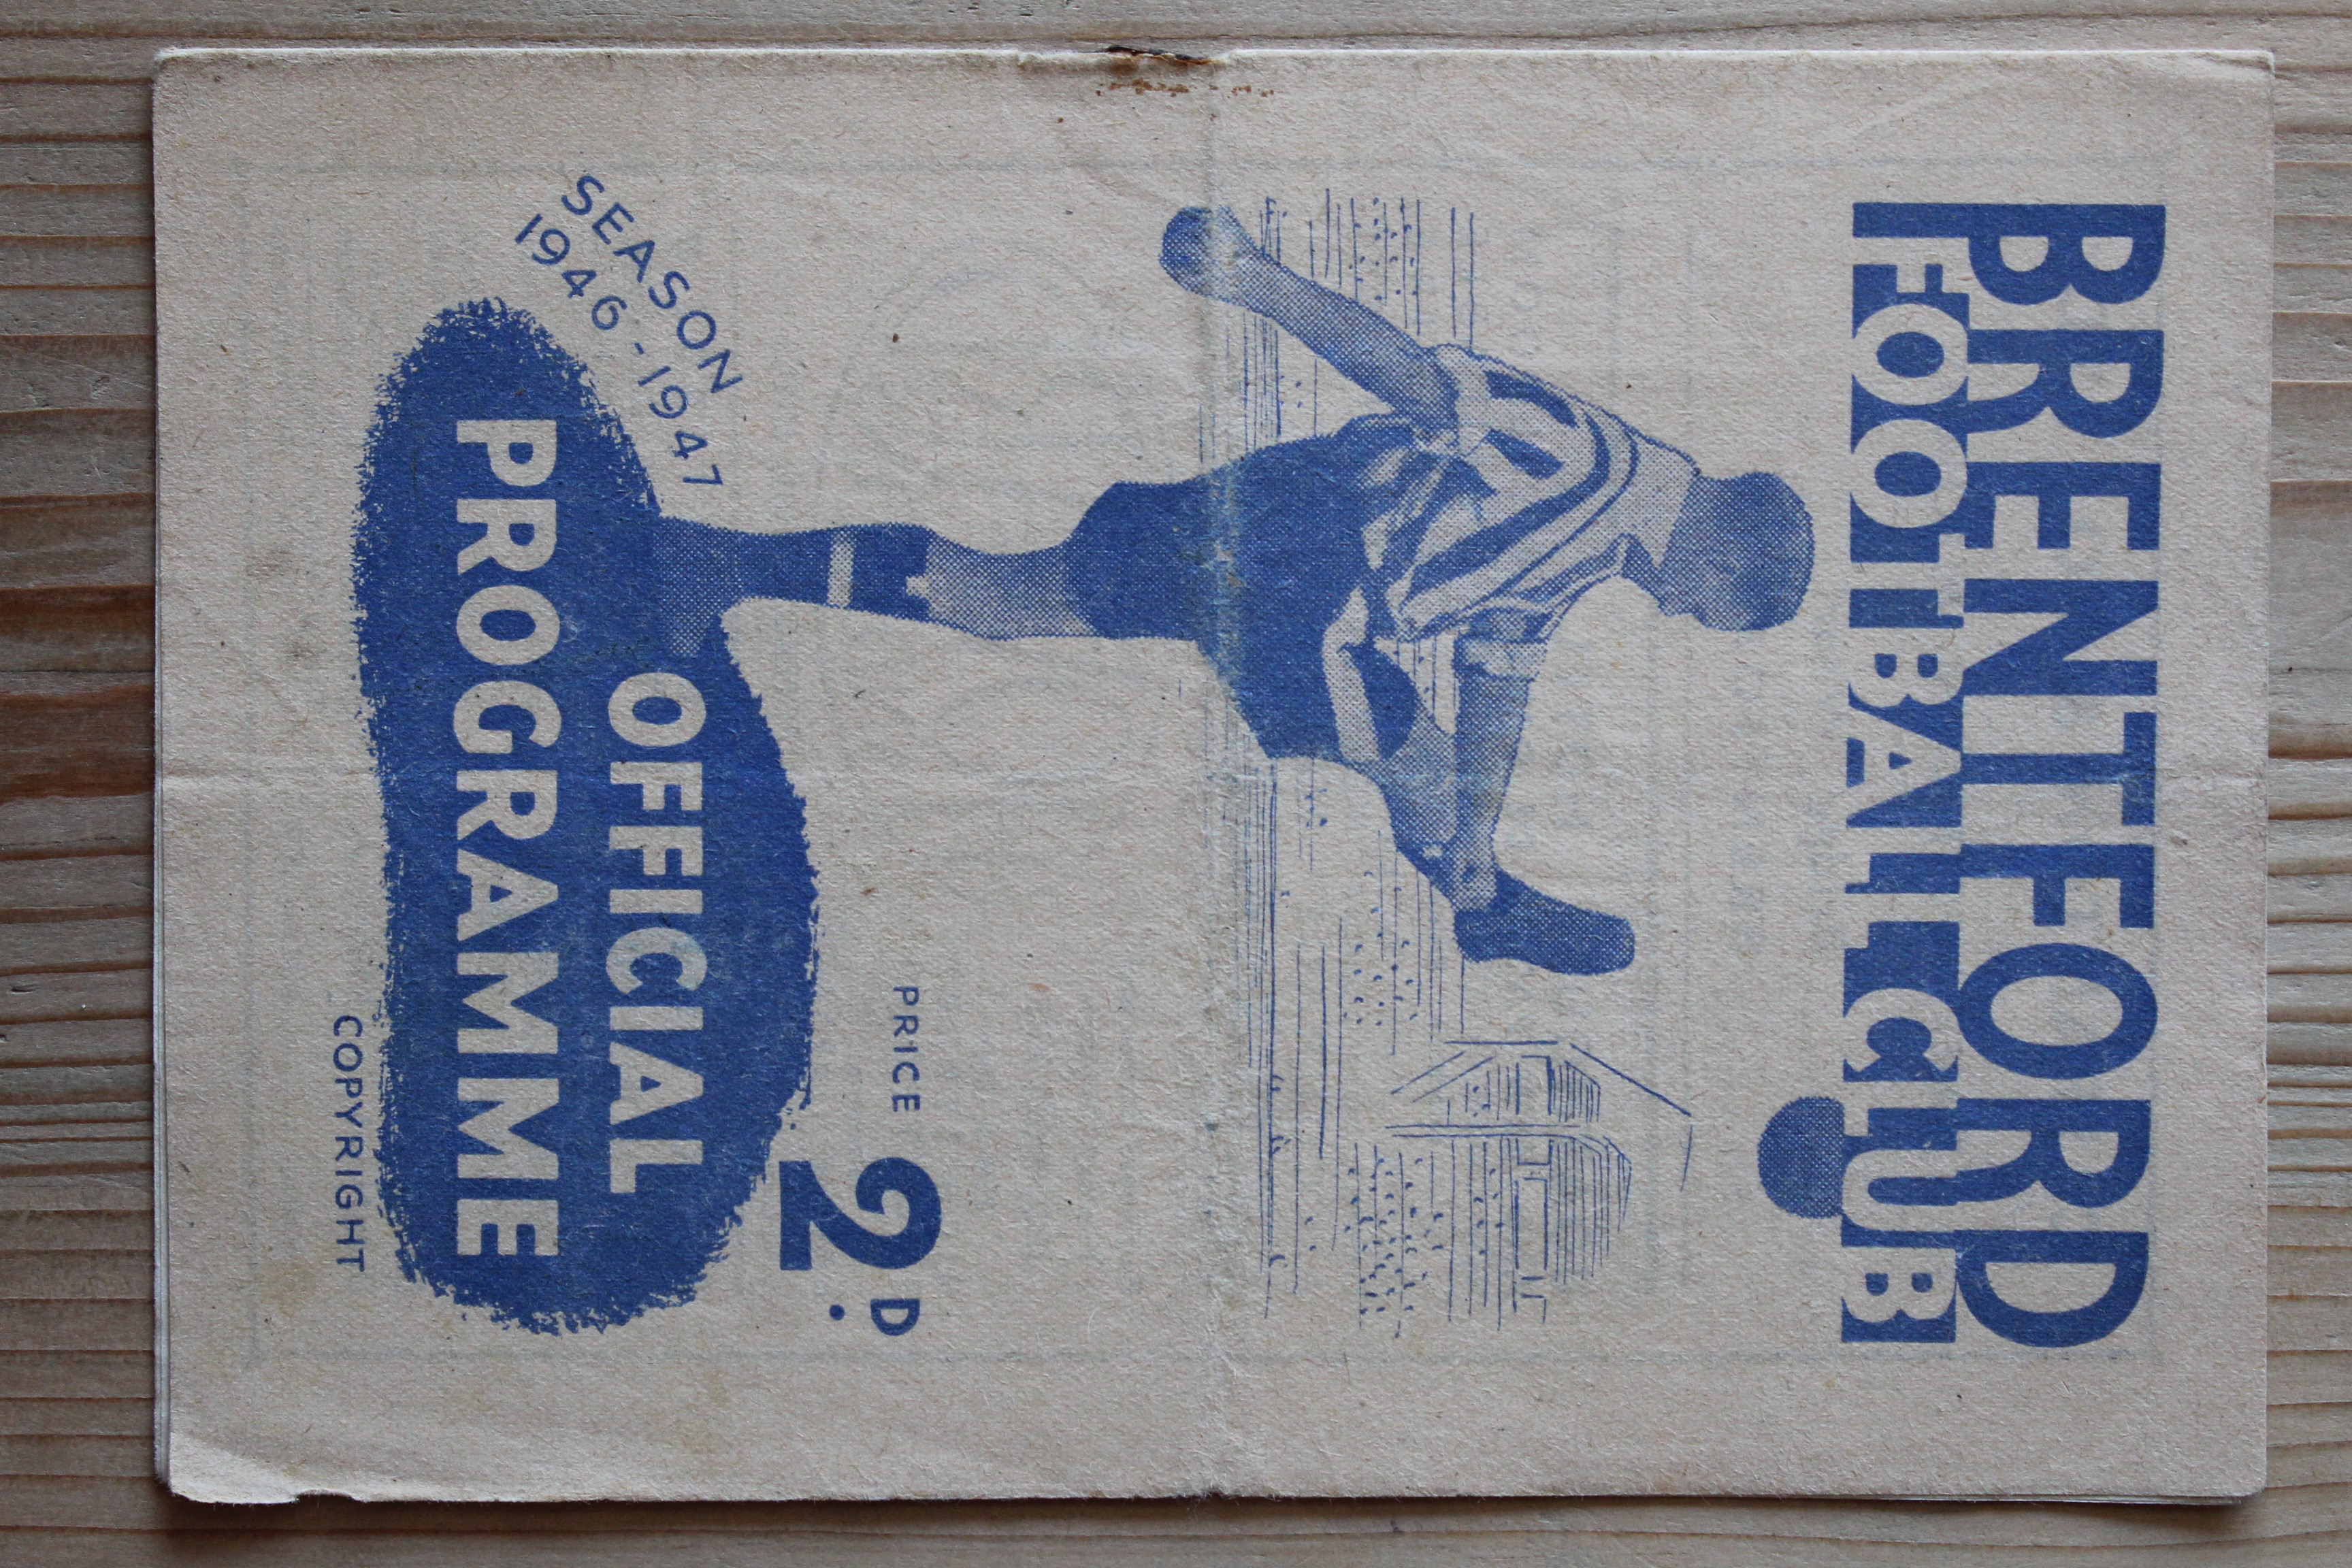 BRENTFORD
FOOTBALL CLUB
PRICE 2D.
SEASON
1946-1947
OFFICIAL
PROGRAMME
COPYRIGHT